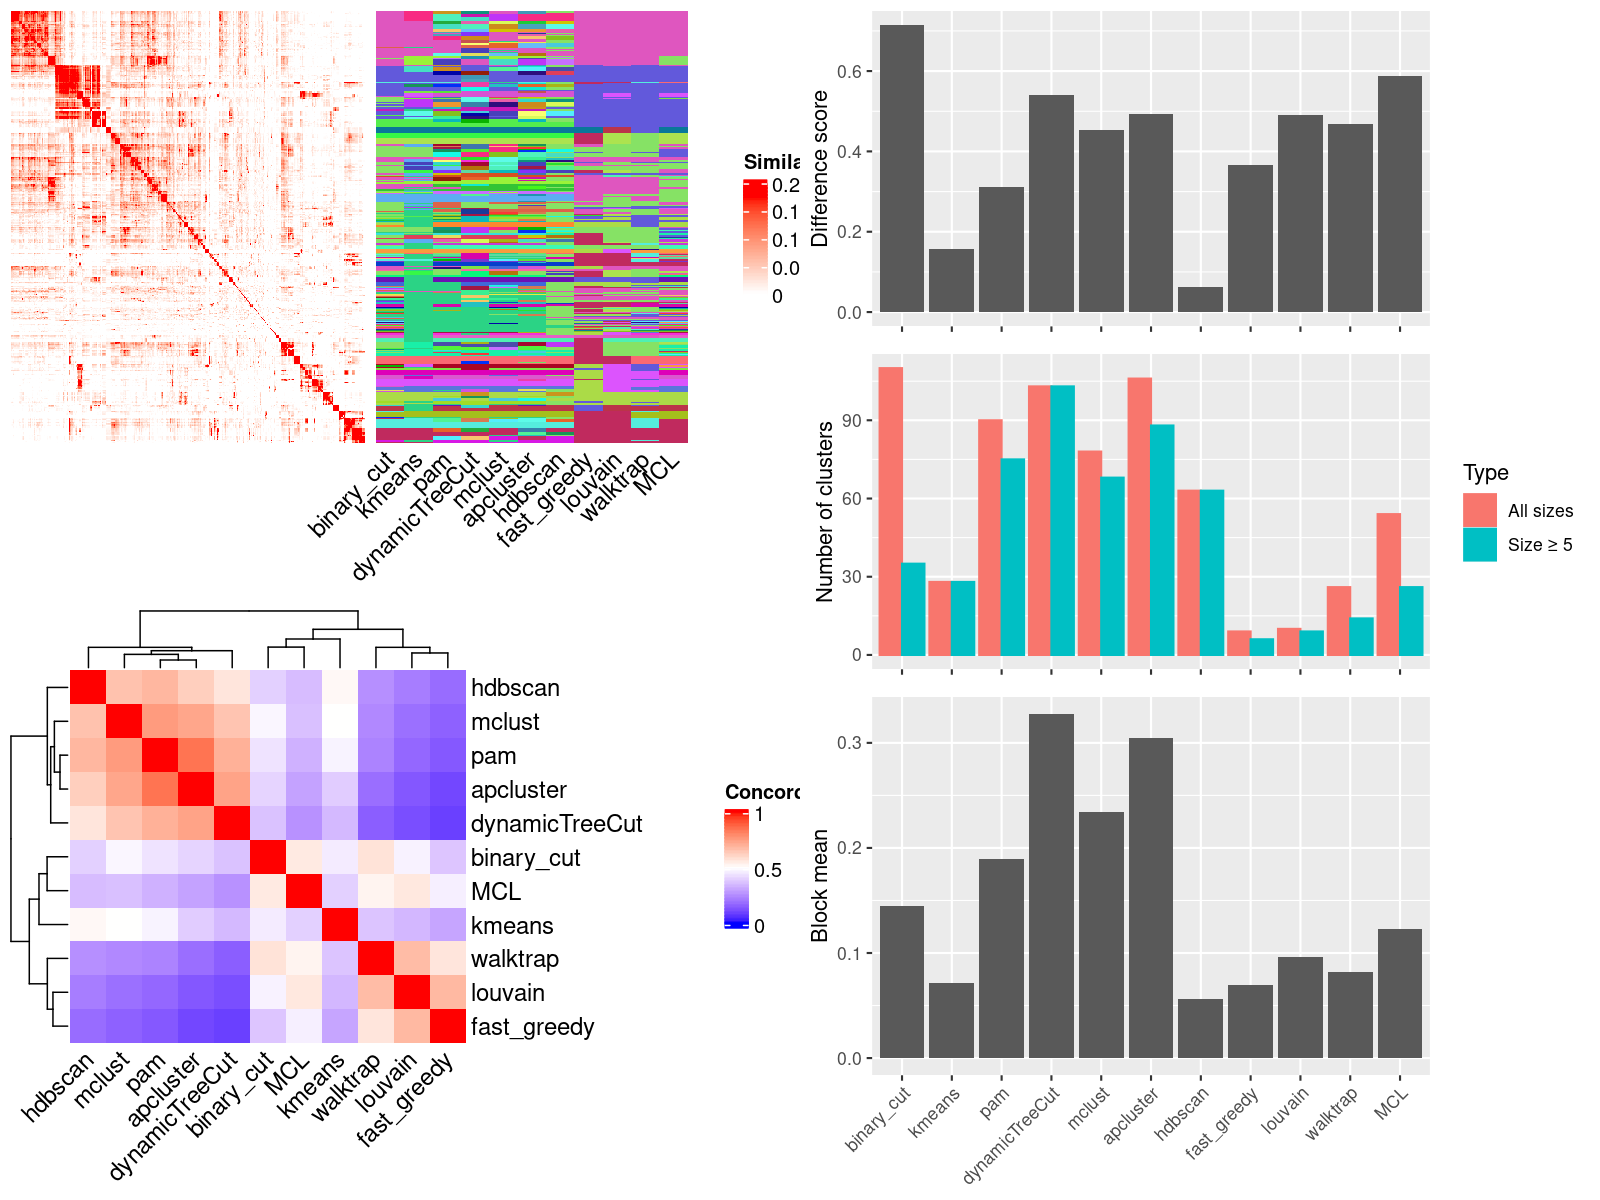 Simila
0.2
0.1
0.1
0.0
0
binary_cut
kmeans
pam
dynamicTreeCut
mclust
apcluster
hdbscan
fast_greedy
louvain
walktrap
MCL
hdbscan
mclust
pam
apcluster
dynamicTreeCut
binary_cut
MCL
kmeans
walktrap
louvain
fast_greedy
hdbscan
mclust
pam
apcluster
dynamicTreeCut
binary_cut
MCL
kmeans
walktrap
louvain
fast_greedy
Concord
1
0.5
0
Difference score
0.6
0.4
0.2
0.0
Number of clusters
90
60
30
0
Type
All sizes
Size ≥ 5
Block mean
0.3
0.2
0.1
0.0
binary_cut
kmeans
pam
dynamicTreeCut
mclust
apcluster
hdbscan
fast_greedy
louvain
walktrap
MCL